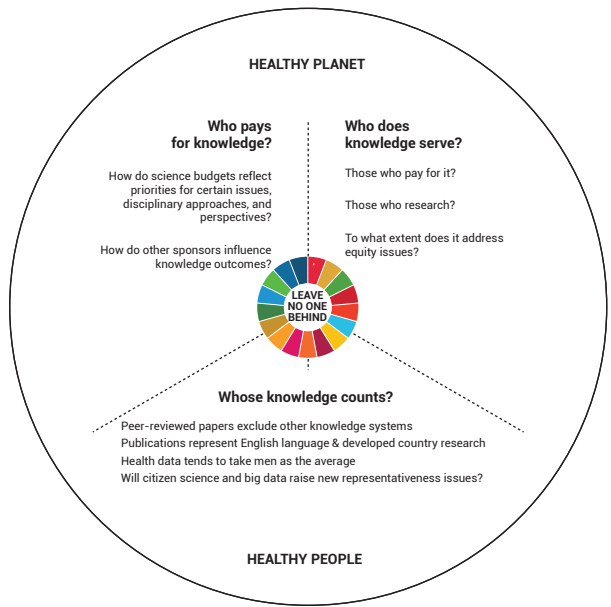 HEALTHY PLANET
Who pays
for knowledge?
How do science budgets reflect
priorities for certain issues,
disciplinary approaches, and
perspectives?
How do other sponsors influence
knowledge outcomes?
Who does
knowledge serve?
Those who pay for it?
Those who research?
To what extent does it address
equity issues?
LEAVE
NO ONE
BEHIND
Whose knowledge counts?
Peer-reviewed papers exclude other knowledge systems
Publications represent English language & developed country research
Health data tends to take men as the average
Will citizen science and big data raise new representativeness issues?
HEALTHY PEOPLE